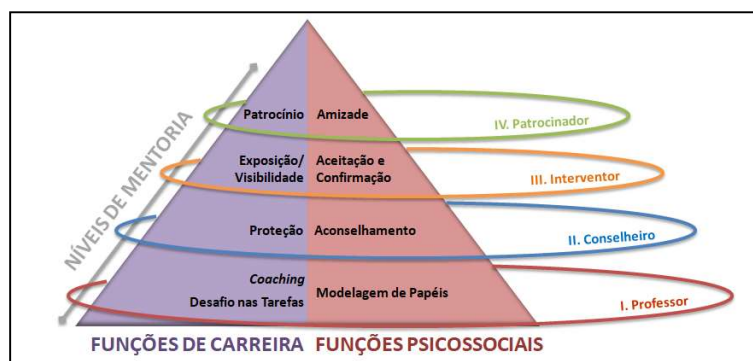 NÍVEIS DE MENTORIA
Patrocínio
Amizade
IV. Patrocinador
Exposição/
Visibilidade
Aceitação e
Confirmação
III. Interventor
Proteção
Aconselhamento
II. Conselheiro
Coaching
Desafio nas Tarefas
Modelagem de Papéis
I. Professor
FUNÇÕES DE CARREIRA
FUNÇÕES PSICOSSOCIAIS